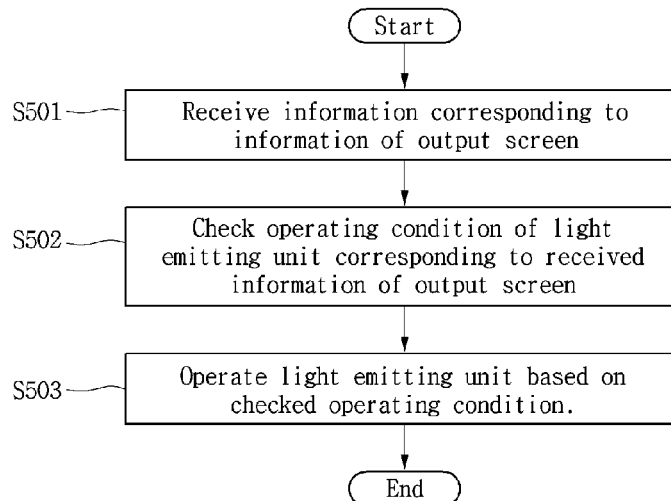 Start
S501
Receive information corresponding to
information of output screen
S502
Check operating condition of light
emitting unit corresponding to received
information of output screen
S503
Operate light emitting unit based on
checked operating condition.
End